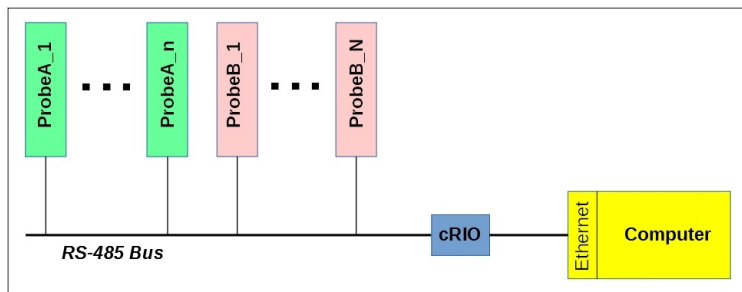 ProbeA_1
ProbeA_n
ProbeB_1
ProbeB_N
RS-485 Bus
cRIO
Ethernet
Computer